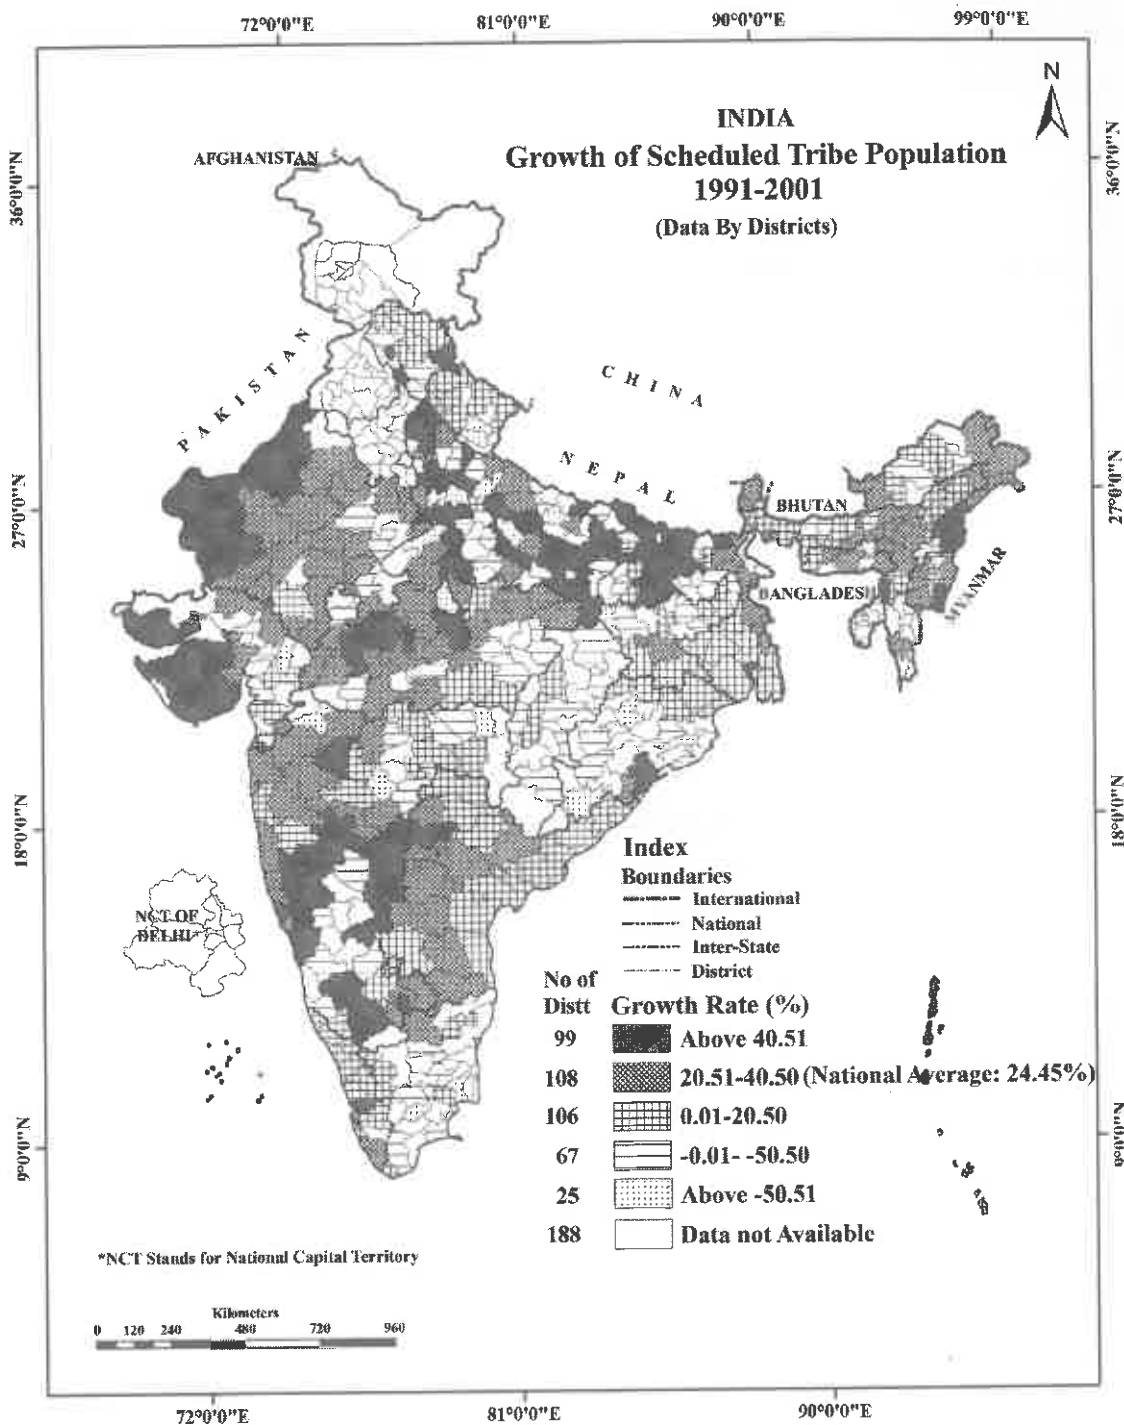 72°0'0"E 81°0'0"E 90°0'0"E 99°0'0"E
N
INDIA
Growth of Scheduled Tribe Population
1991-2001
(Data By Districts)
AFGHANISTAN
36°0'0"N 36°0'0"N
PAKISTAN
CHINA
NEPAL
BHUTAN
27°0'0"N 27°0'0"N
BANGLADESH
MYANMAR
18°0'0"N 18°0'0"N
NCT OF
DELHI*
Index
Boundaries
International
National
Inter-State
District
No of
Distt Growth Rate (%)
99 Above 40.51
108 20.51-40.50 (National Average: 24.45%)
106 0.01-20.50
67 -0.01- -50.50
25 Above -50.51
188 Data not Available
9°0'0"N 9°0'0"N
*NCT Stands for National Capital Territory
Kilometers
0 120 240 480 720 960
72°0'0"E 81°0'0"E 90°0'0"E